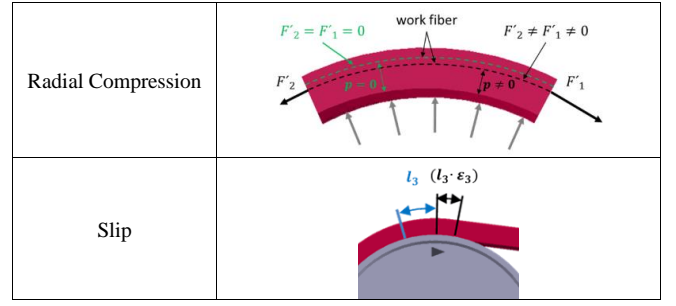 Radial Compression
work fiber
F′₂ = F′₁ = 0
F′₂ ≠ F′₁ ≠ 0
F′₂
p = 0
p ≠ 0
F′₁
Slip
l₃ (l₃· ε₃)